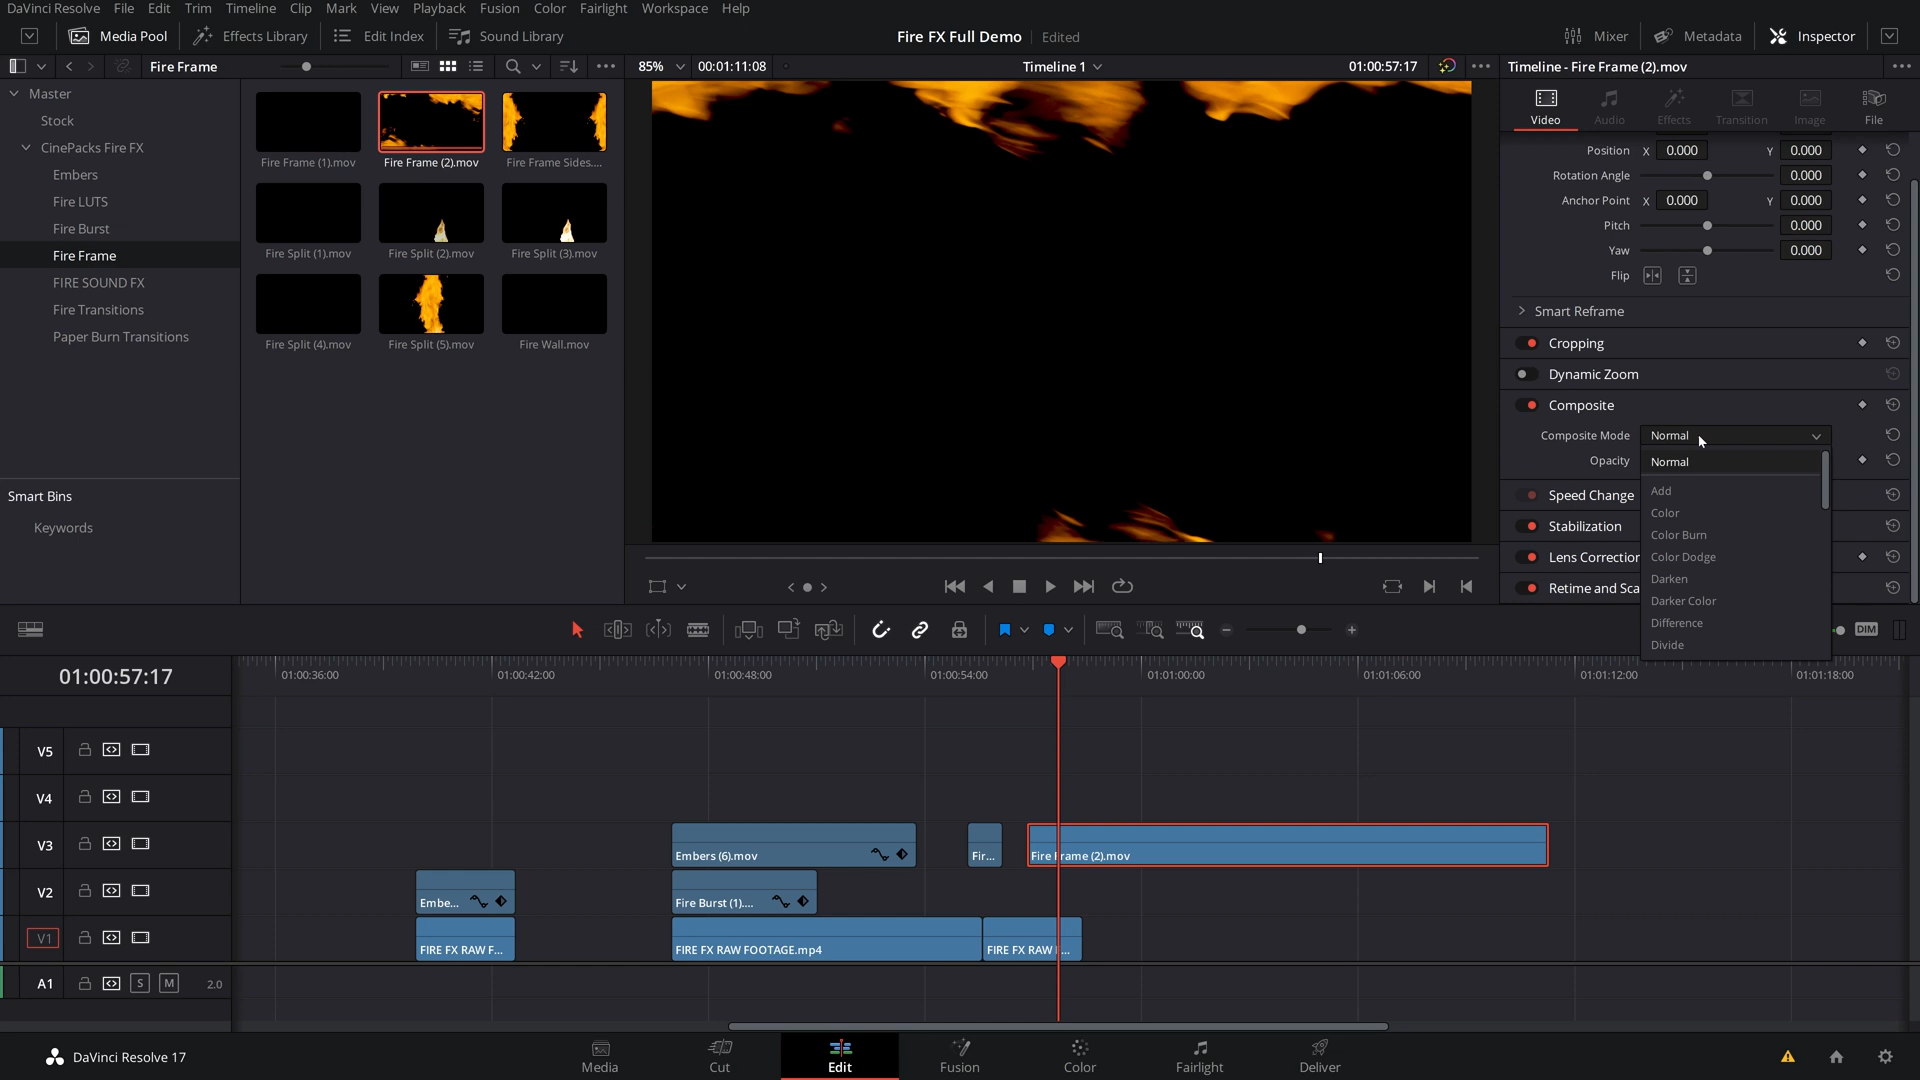 DaVinci Resolve File Edit Trim Timeline Clip Mark View Playback Fusion Color Fairlight Workspace Help
Media Pool Effects Library Edit Index Sound Library Fire FX Full Demo Edited Mixer Metadata Inspector
Fire Frame 85% 00:01:11:08 Timeline 1 01:00:57:17 Timeline - Fire Frame (2).mov
Master
Stock
CinePacks Fire FX
Embers
Fire LUTS
Fire Burst
Fire Frame
FIRE SOUND FX
Fire Transitions
Paper Burn Transitions
Smart Bins
Keywords
Fire Frame (1).mov Fire Frame (2).mov Fire Frame Sides....
Fire Split (1).mov Fire Split (2).mov Fire Split (3).mov
Fire Split (4).mov Fire Split (5).mov Fire Wall.mov
Video Audio Effects Transition Image File
Position X 0.000 Y 0.000
Rotation Angle 0.000
Anchor Point X 0.000 Y 0.000
Pitch 0.000
Yaw 0.000
Flip
Smart Reframe
Cropping
Dynamic Zoom
Composite
Composite Mode Normal
Opacity
Normal
Add
Color
Color Burn
Color Dodge
Darken
Darker Color
Difference
Divide
Speed Change
Stabilization
Lens Correction
Retime and Sca
DIM
01:00:57:17
01:00:36:00 01:00:42:00 01:00:48:00 01:00:54:00 01:01:00:00 01:01:06:00 01:01:12:00 01:01:18:00
V5
V4
V3 Embers (6).mov Fir... Fire Frame (2).mov
V2 Embe... Fire Burst (1)....
V1 FIRE FX RAW F... FIRE FX RAW FOOTAGE.mp4 FIRE FX RAW F...
A1 S M 2.0
DaVinci Resolve 17 Media Cut Edit Fusion Color Fairlight Deliver